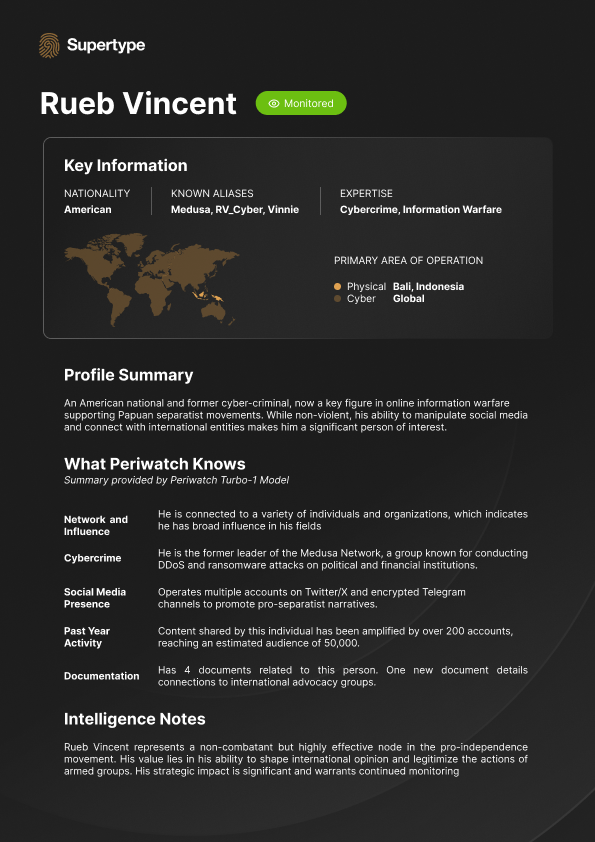 Supertype
Rueb Vincent
Monitored
Key Information
NATIONALITY
American
KNOWN ALIASES
Medusa, RV_Cyber, Vinnie
EXPERTISE
Cybercrime, Information Warfare
PRIMARY AREA OF OPERATION
Physical Bali, Indonesia
Cyber Global
Profile Summary
An American national and former cyber-criminal, now a key figure in online information warfare
supporting Papuan separatist movements. While non-violent, his ability to manipulate social media
and connect with international entities makes him a significant person of interest.
What Periwatch Knows
Summary provided by Periwatch Turbo-1 Model
Network and
Influence
He is connected to a variety of individuals and organizations, which indicates
he has broad influence in his fields
Cybercrime
He is the former leader of the Medusa Network, a group known for conducting
DDoS and ransomware attacks on political and financial institutions.
Social Media
Presence
Operates multiple accounts on Twitter/X and encrypted Telegram
channels to promote pro-separatist narratives.
Past Year
Activity
Content shared by this individual has been amplified by over 200 accounts,
reaching an estimated audience of 50,000.
Documentation
Has 4 documents related to this person. One new document details
connections to international advocacy groups.
Intelligence Notes
Rueb Vincent represents a non-combatant but highly effective node in the pro-independence
movement. His value lies in his ability to shape international opinion and legitimize the actions of
armed groups. His strategic impact is significant and warrants continued monitoring